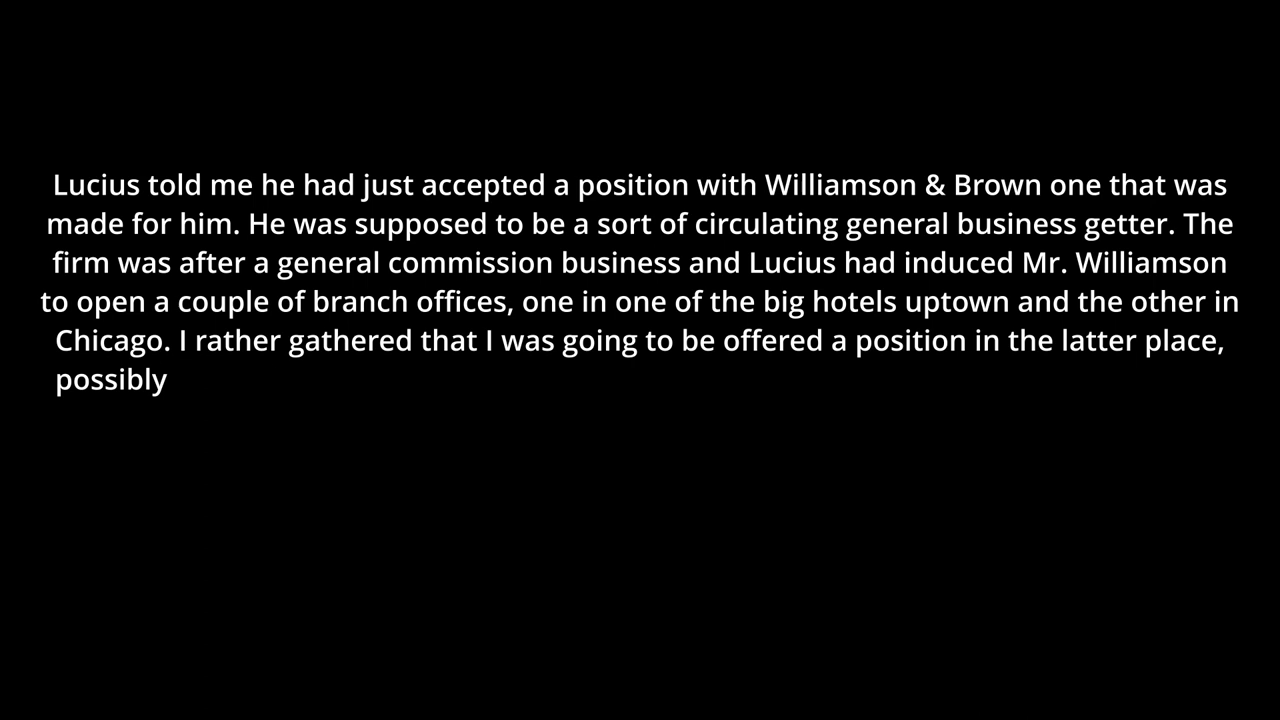 Lucius told me he had just accepted a position with Williamson & Brown one that was
made for him. He was supposed to be a sort of circulating general business getter. The
firm was after a general commission business and Lucius had induced Mr. Williamson
to open a couple of branch offices, one in one of the big hotels uptown and the other in
Chicago. I rather gathered that I was going to be offered a position in the latter place,
possibly